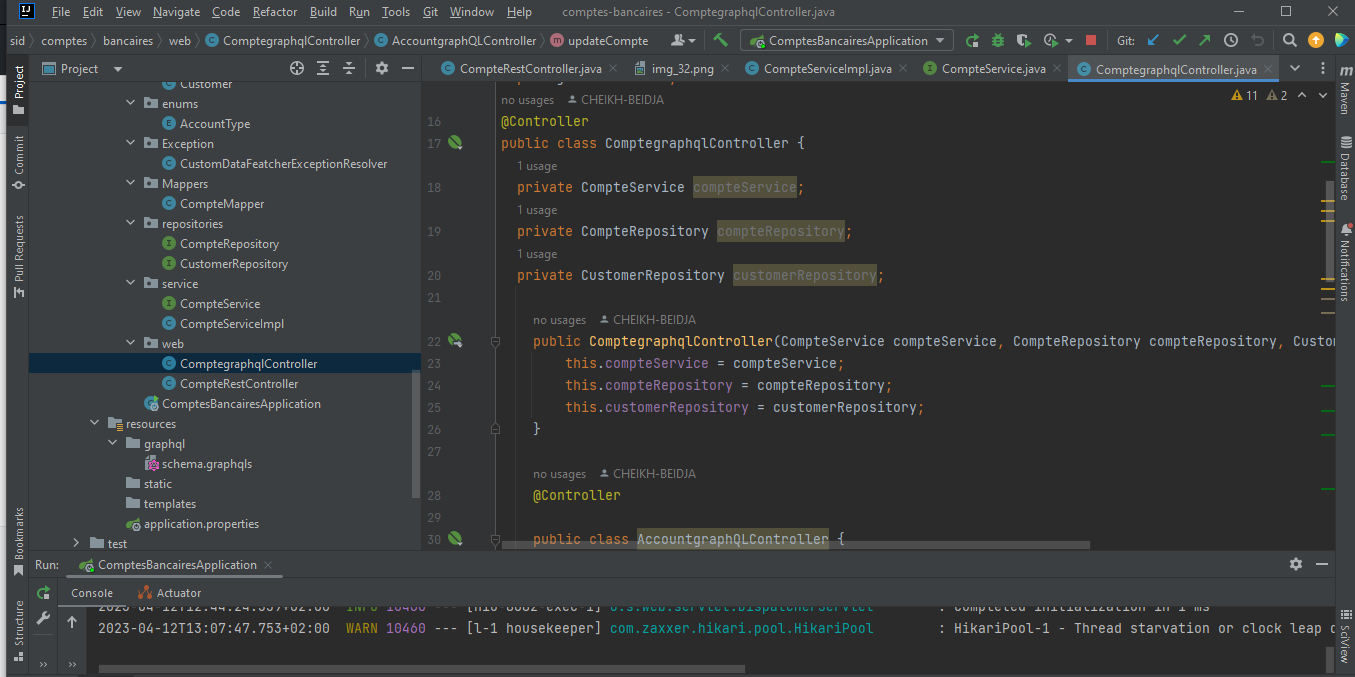 File Edit View Navigate Code Refactor Build Run Tools Git Window Help comptes-bancaires - ComptegraphqlController.java
sid comptes bancaires web ComptegraphqlController AccountgraphQLController updateCompte ComptesBancairesApplication Git:
Project
CompteRestController.java img_32.png CompteServiceImpl.java CompteService.java ComptegraphqlController.java
Customer
enums
AccountType
Exception
CustomDataFeatcherExceptionResolver
Mappers
CompteMapper
repositories
CompteRepository
CustomerRepository
service
CompteService
CompteServiceImpl
web
ComptegraphqlController
CompteRestController
ComptesBancairesApplication
resources
graphql
schema.graphqls
static
templates
application.properties
test
no usages CHEIKH-BEIDJA
11 2
16 @Controller
17 public class ComptegraphqlController {
1 usage
18 private CompteService compteService;
1 usage
19 private CompteRepository compteRepository;
1 usage
20 private CustomerRepository customerRepository;
21
no usages CHEIKH-BEIDJA
22 public ComptegraphqlController(CompteService compteService, CompteRepository compteRepository, Custom
23 this.compteService = compteService;
24 this.compteRepository = compteRepository;
25 this.customerRepository = customerRepository;
26 }
27
no usages CHEIKH-BEIDJA
28 @Controller
29
30 public class AccountgraphQLController {
Run: ComptesBancairesApplication
Console Actuator
2023-04-12T12:44:24.559+02:00 INFO 10460 --- [nio-8082-exec-1] o.s.web.servlet.DispatcherServlet : Completed initialization in 1 ms
2023-04-12T13:07:47.753+02:00 WARN 10460 --- [l-1 housekeeper] com.zaxxer.hikari.pool.HikariPool : HikariPool-1 - Thread starvation or clock leap
Project
Commit
Pull Requests
Bookmarks
Structure
m
Maven
Database
Notifications
SciView